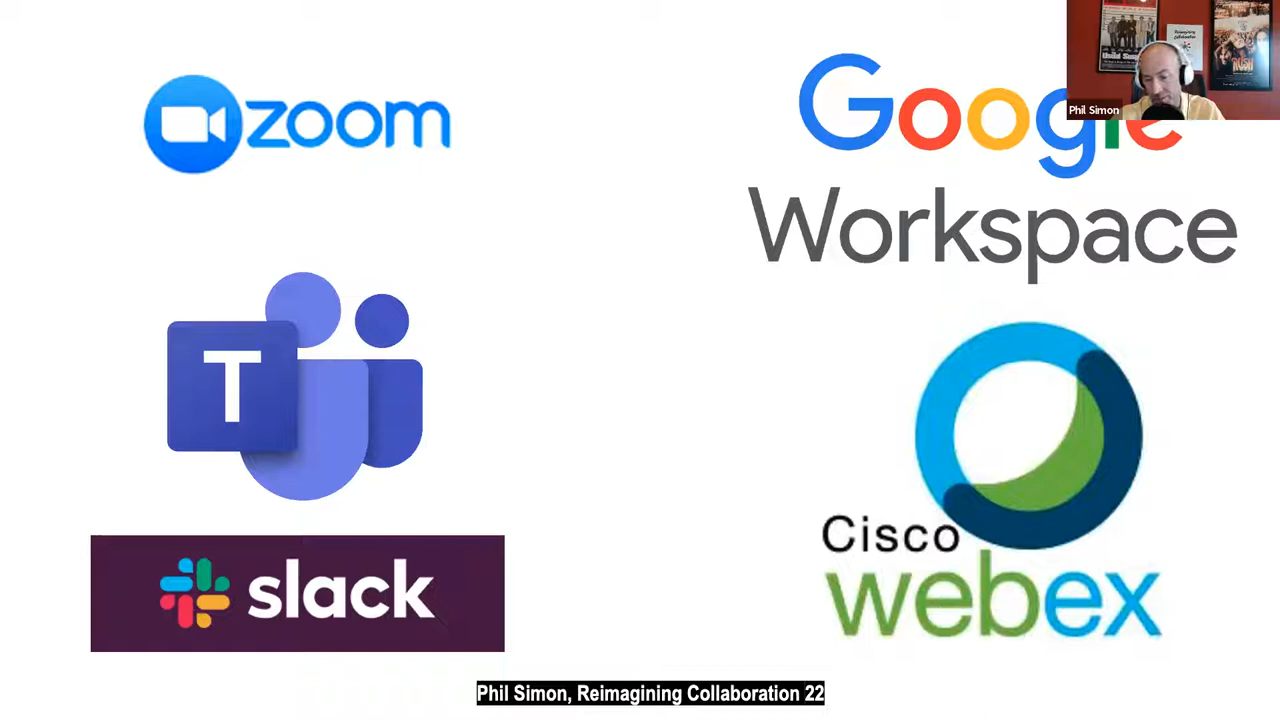 zoom
Google
Workspace
Phil Simon
T
Cisco
webex
slack
Phil Simon, Reimagining Collaboration 22